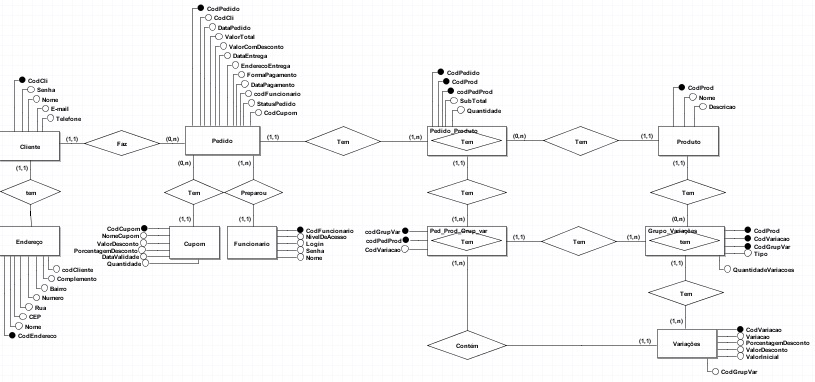 CodPedido
CodCli
DataPedido
ValorTotal
ValorComDesconto
DataEntrega
EnderecoEntrega
FormaPagamento
DataPagamento
codFuncionario
StatusPedido
CodCupom
CodCli
Senha
Nome
E-mail
Telefone
CodPedido
CodProd
codPedProd
SubTotal
Quantidade
CodProd
Nome
Descricao
Cliente
(1,1)
Faz
(0,n)
Pedido
(1,1)
Tem
(1,n)
Pedido_Produto
Tem
(0,n)
Tem
(1,1)
Produto
(1,1)
(0,n)
(1,n)
(1,1)
(1,1)
tem
Tem
Preparou
Tem
Tem
(1,1)
(1,1)
(1,n)
(0,n)
Endereço
CodCupom
NomeCupom
ValorDesconto
PorcentagemDesconto
DataValidade
Quantidade
Cupom
Funcionario
CodFuncionario
NivelDeAcesso
Login
Senha
Nome
codGrupVar
codPedProd
CodVariacao
Ped_Prod_Grup_var
Tem
(1,1)
Tem
(1,n)
Grupo_Variações
tem
CodProd
CodVariacao
CodGrupVar
Tipo
QuantidadeVariacoes
codCliente
Complemento
Bairro
Numero
Rua
CEP
Nome
CodEndereco
(1,n)
(1,1)
Tem
(1,n)
Contém
(1,1)
Variações
CodVariacao
Variacao
PorcentagemDesconto
ValorDesconto
ValorInicial
CodGrupVar